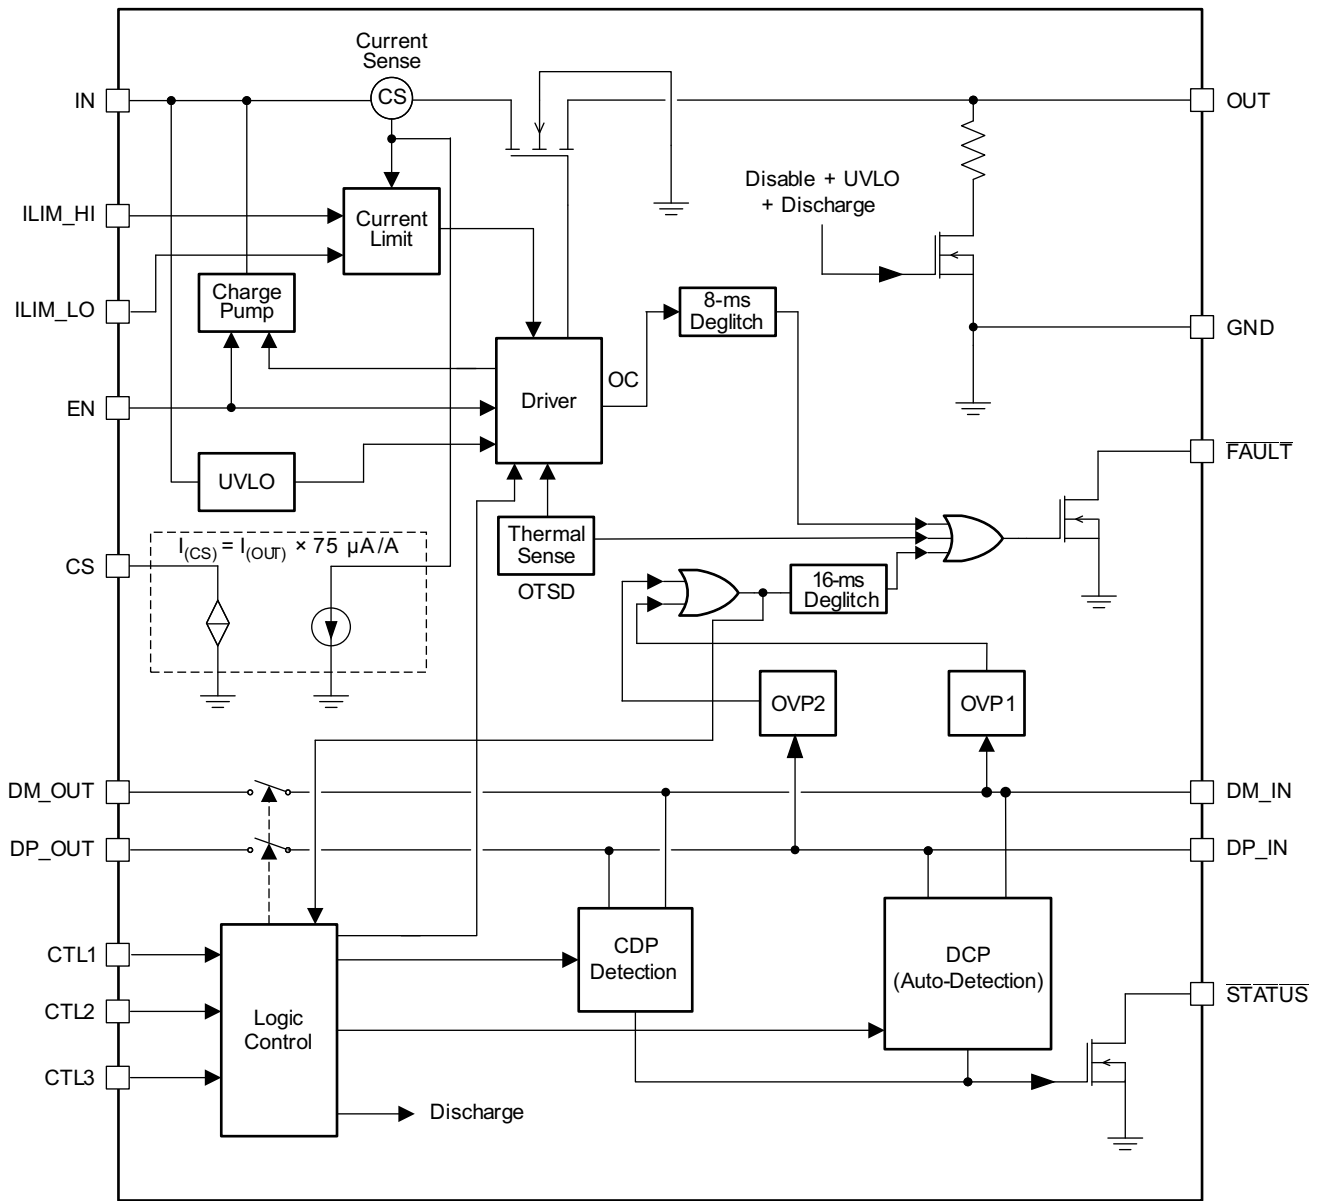 Current
Sense
IN
CS
OUT
Disable + UVLO
+ Discharge
ILIM_HI
Current
Limit
ILIM_LO
Charge
Pump
8-ms
Deglitch
GND
EN
Driver
OC
FAULT
UVLO
I(CS) = I(OUT) × 75 µA/A
CS
Thermal
Sense
OTSD
16-ms
Deglitch
OVP2
OVP1
DM_OUT
DM_IN
DP_OUT
DP_IN
CTL1
CDP
Detection
DCP
(Auto-Detection)
STATUS
CTL2
Logic
Control
CTL3
Discharge